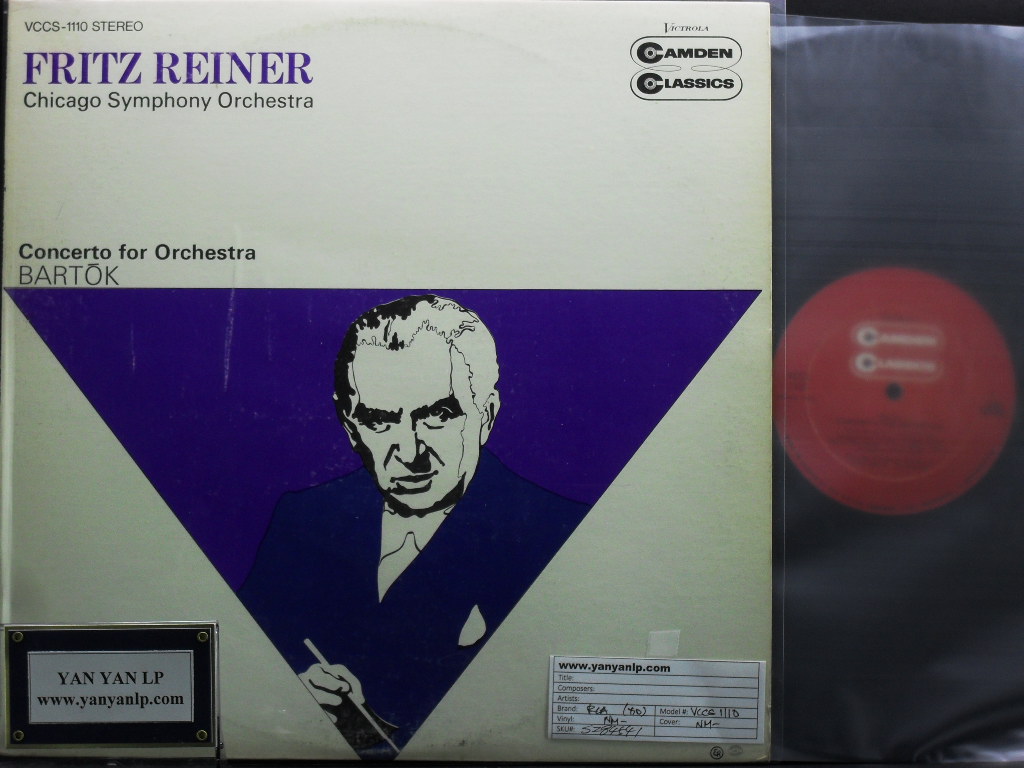 VCCS-1110 STEREO
FRITZ REINER
Chicago Symphony Orchestra
VICTROLA
CAMDEN
CLASSICS
Concerto for Orchestra
BARTŌK
CAMDEN
CLASSICS
YAN YAN LP
www.yanyanlp.com
www.yanyanlp.com
Title:
Composers:
Artists:
Brand: RCA Model #: VCCS 1110
Vinyl: NM- Cover: NM-
SKU#: